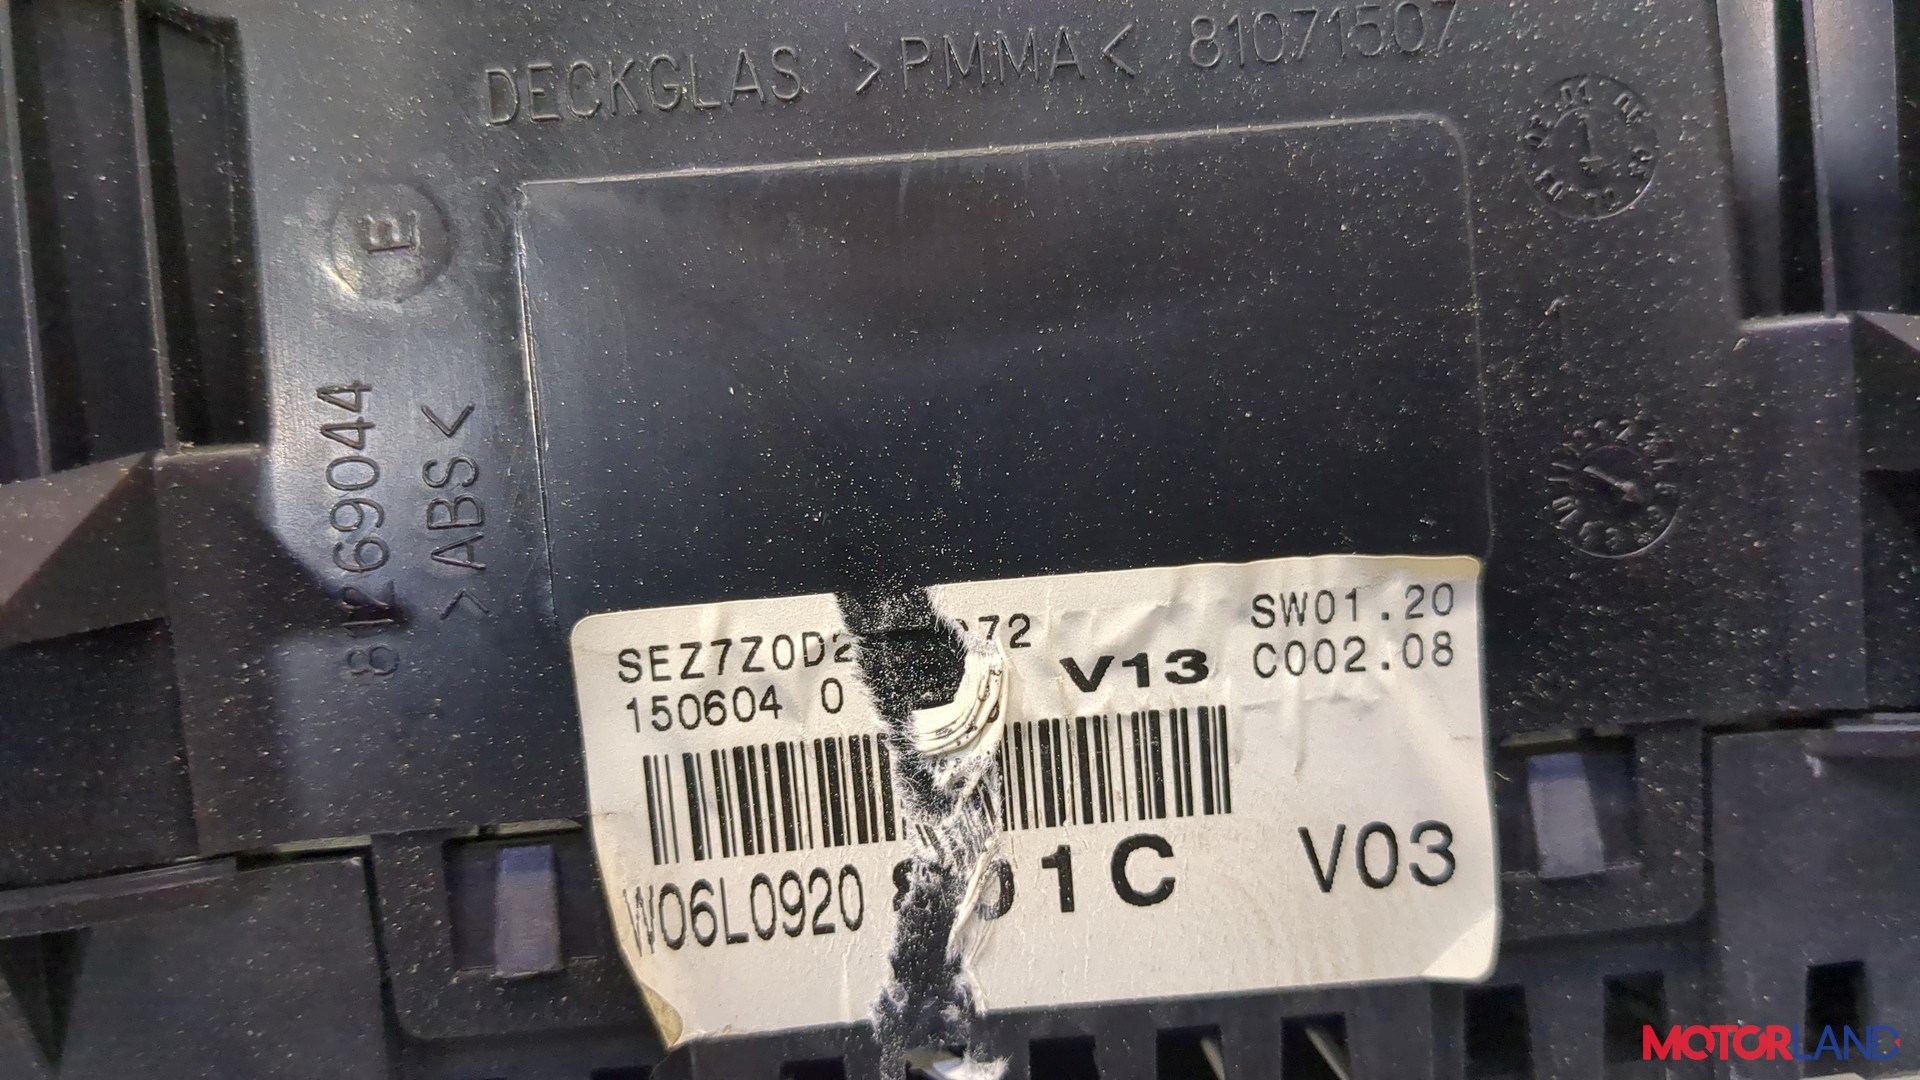 DECKGLAS >PMMA< 81071507
E
81269044
>ABS<
SW01.20
150604 0 V13 C002.08
1C V03
W06L0920
MOTORLAND